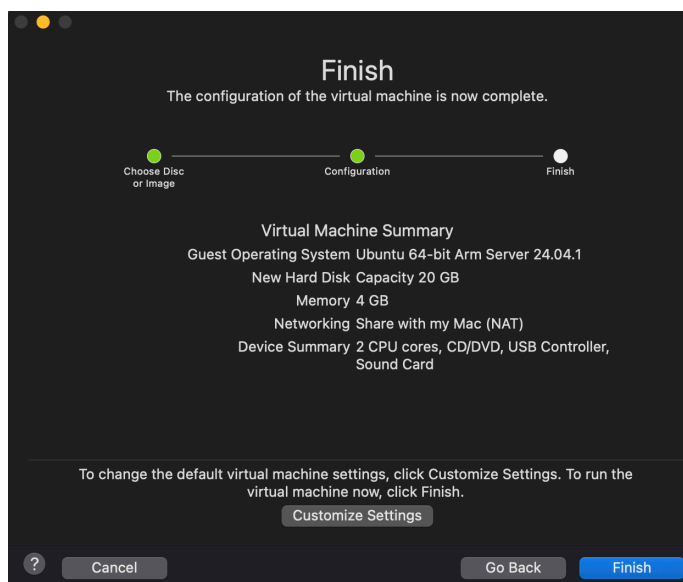 Finish
The configuration of the virtual machine is now complete.
Choose Disc
or Image
Configuration
Finish
Virtual Machine Summary
Guest Operating System Ubuntu 64-bit Arm Server 24.04.1
New Hard Disk Capacity 20 GB
Memory 4 GB
Networking Share with my Mac (NAT)
Device Summary 2 CPU cores, CD/DVD, USB Controller,
Sound Card
To change the default virtual machine settings, click Customize Settings. To run the
virtual machine now, click Finish.
Customize Settings
? Cancel Go Back Finish